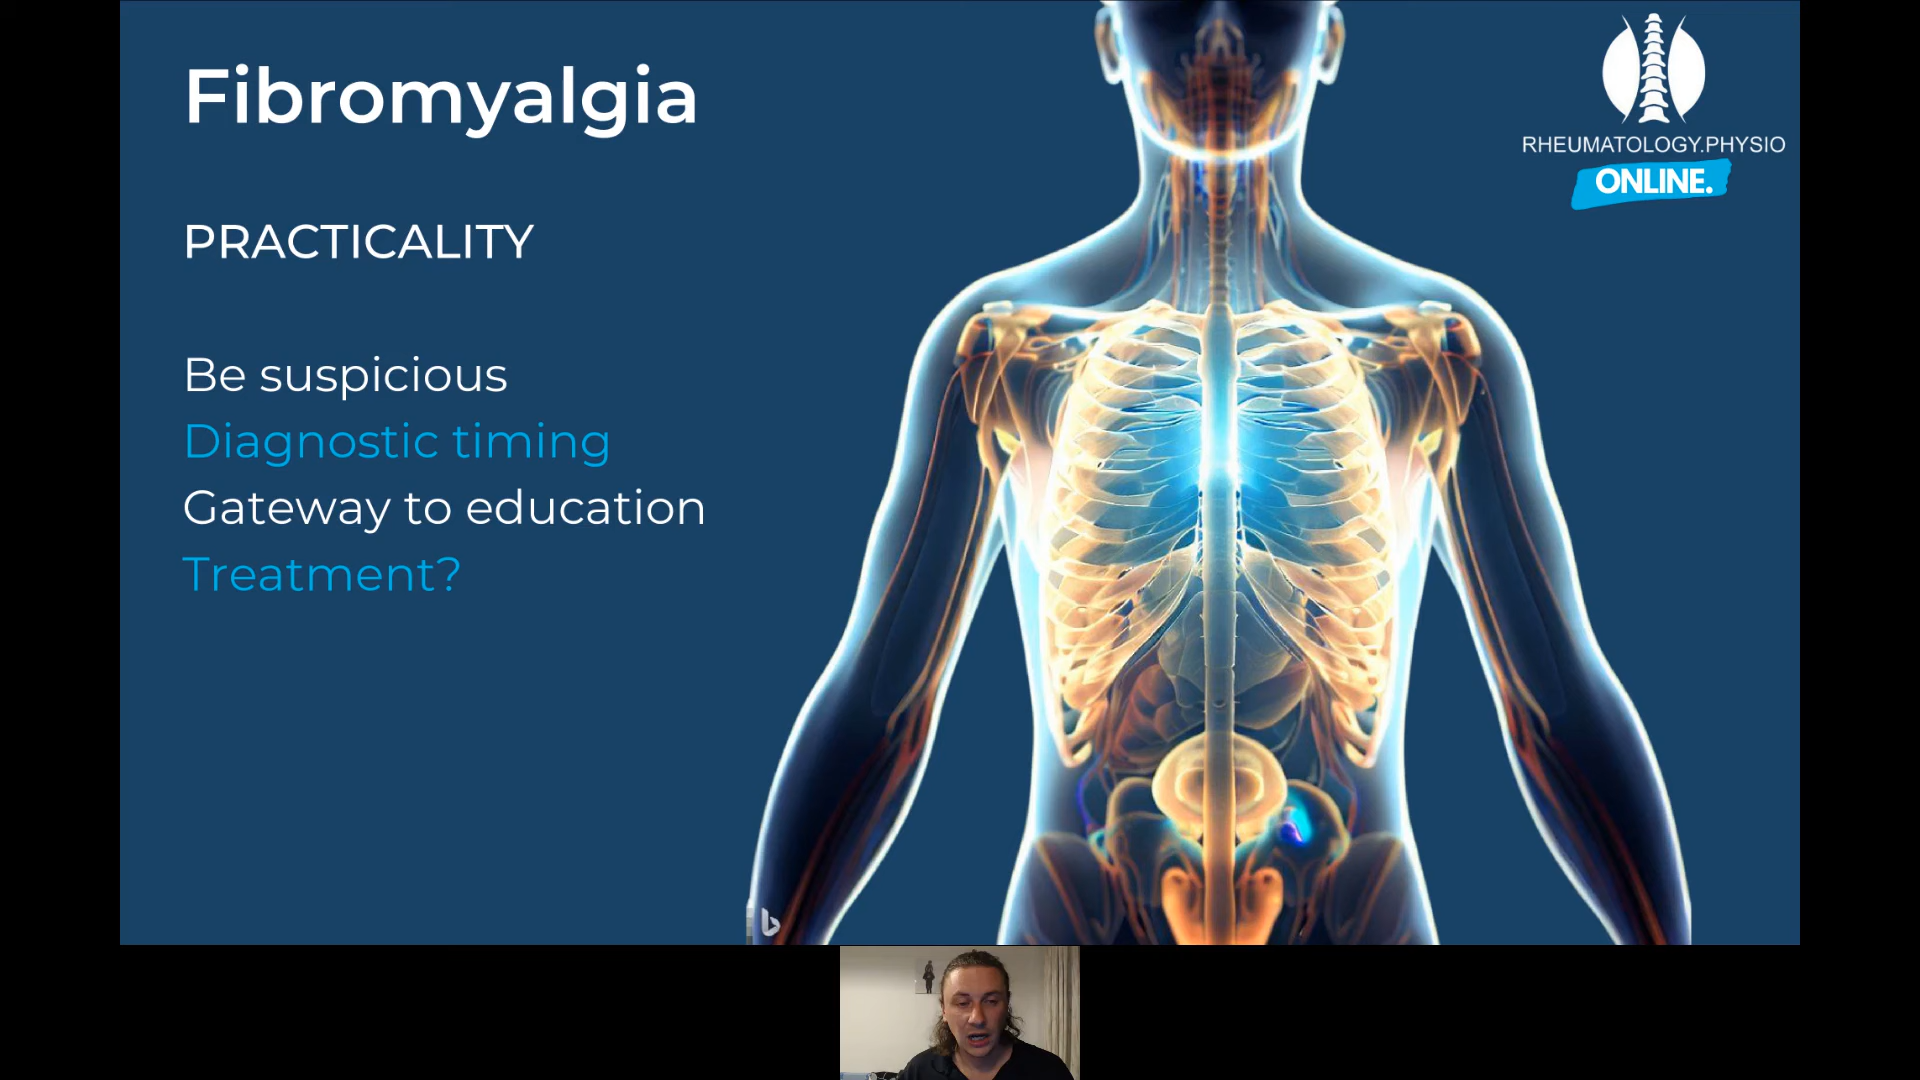 Fibromyalgia
RHEUMATOLOGY.PHYSIO
ONLINE.
PRACTICALITY
Be suspicious
Diagnostic timing
Gateway to education
Treatment?